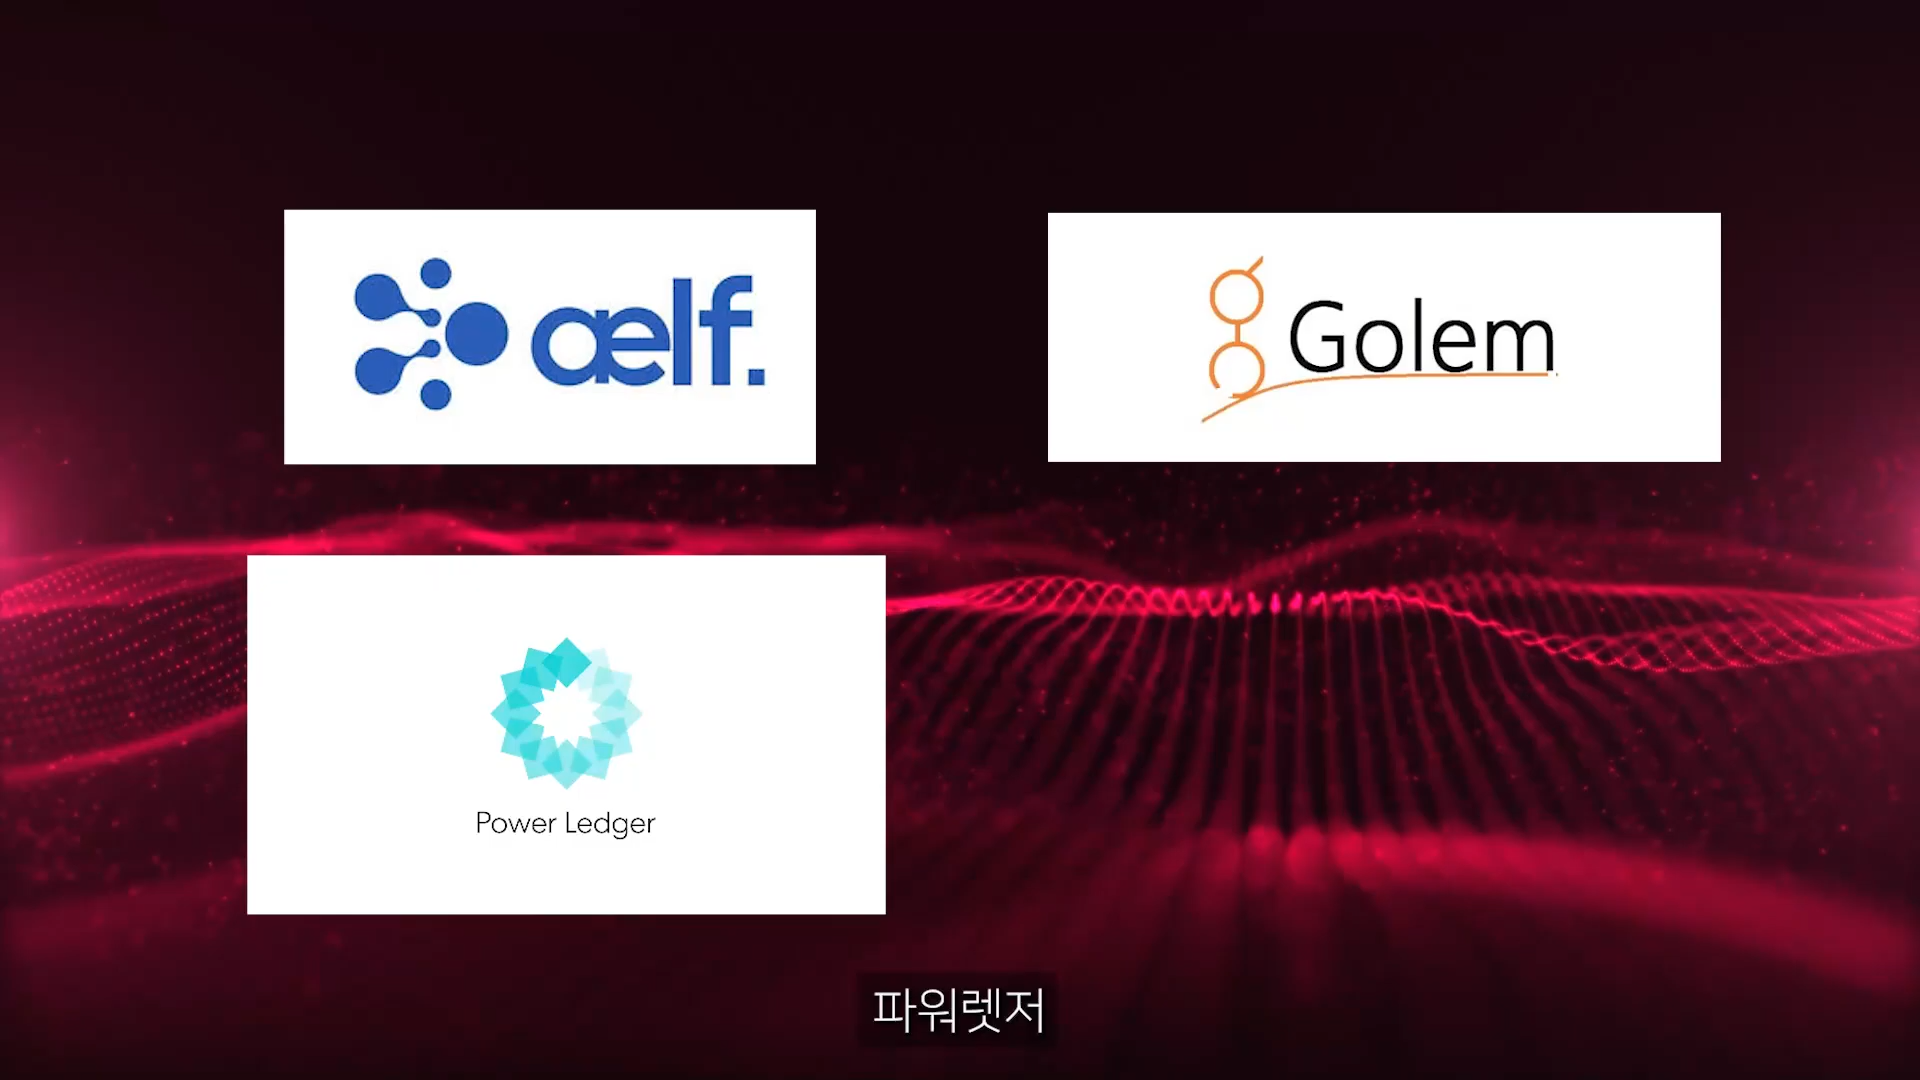 aelf.
Golem
Power Ledger
파워렛저